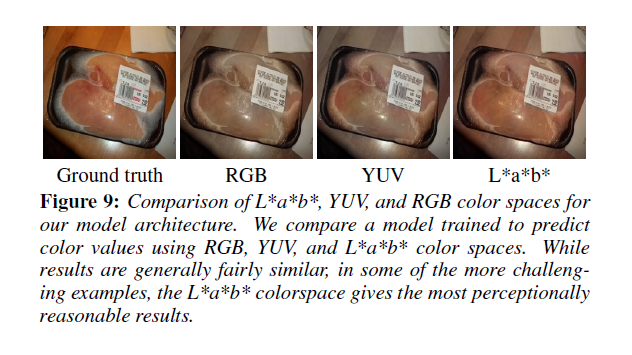 Ground truth
RGB
YUV
L*a*b*
Figure 9: Comparison of L*a*b*, YUV, and RGB color spaces for
our model architecture. We compare a model trained to predict
color values using RGB, YUV, and L*a*b* color spaces. While
results are generally fairly similar, in some of the more challeng-
ing examples, the L*a*b* colorspace gives the most perceptionally
reasonable results.